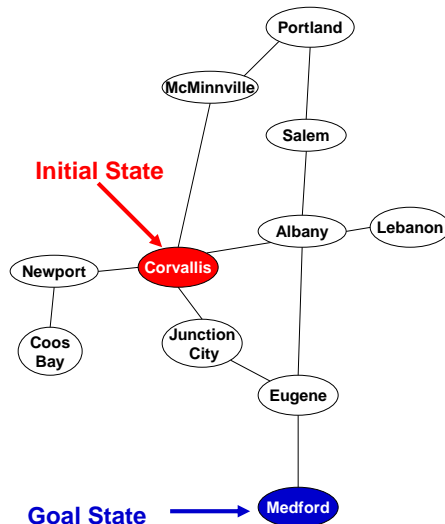 Portland
McMinnville
Salem
Initial State
Albany
Lebanon
Newport
Corvallis
Coos
Bay
Junction
City
Eugene
Medford
Goal State